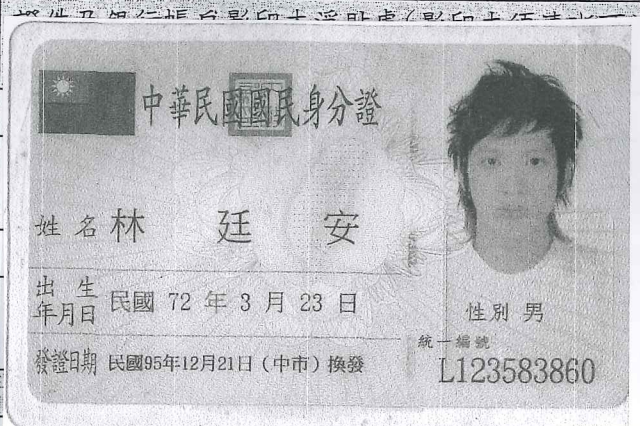 中華民國國民身分證
姓名 林廷安
出生年月日 民國 72 年 3 月 23 日
性別 男
發證日期 民國95年12月21日(中市)換發
統一編號
L123583860